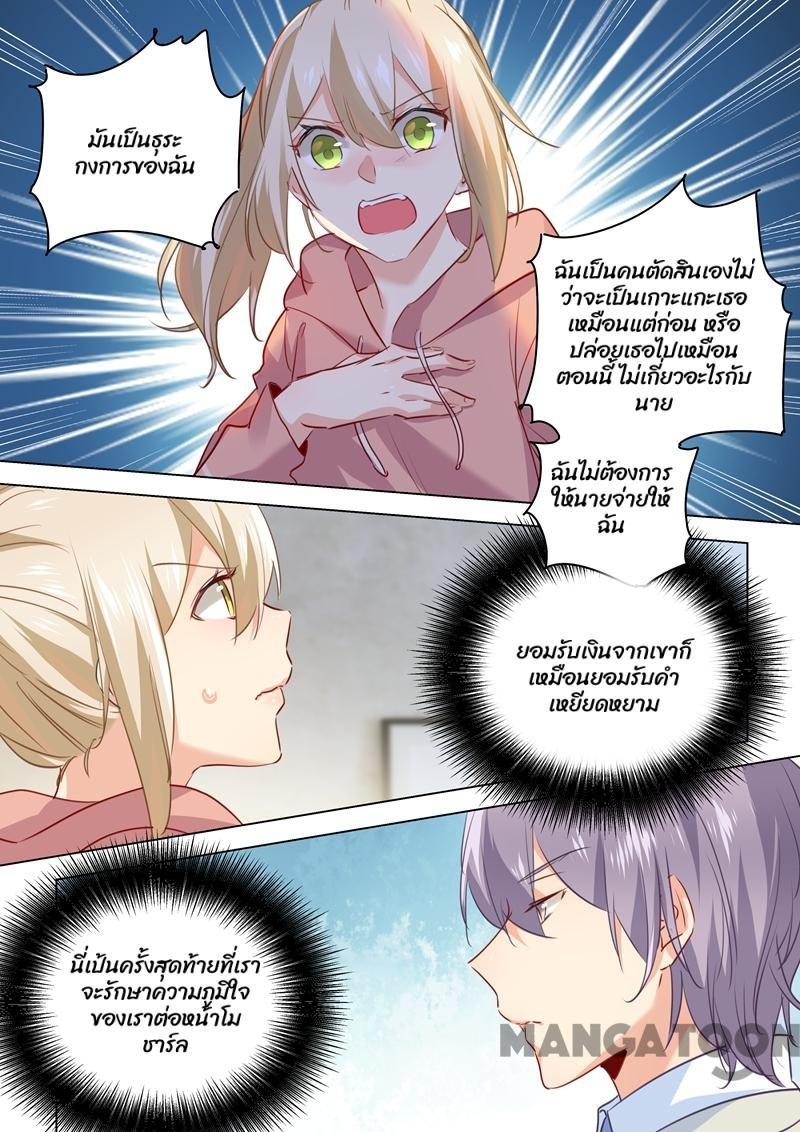 มันเป็นธุระ
กงการของฉัน
ฉันเป็นคนตัดสินเองไม่
ว่าจะเป็นเกาะแกะเธอ
เหมือนแต่ก่อน หรือ
ปล่อยเธอไปเหมือน
ตอนนี้ ไม่เกี่ยวอะไรกับ
นาย
ฉันไม่ต้องการ
ให้นายจ่ายให้
ฉัน
ยอมรับเงินจากเขาก็
เหมือนยอมรับคำ
เหยียดหยาม
นี่เป็นครั้งสุดท้ายที่เรา
จะรักษาความภูมิใจ
ของเราต่อหน้าโม
ชาร์ล
MANGATOON